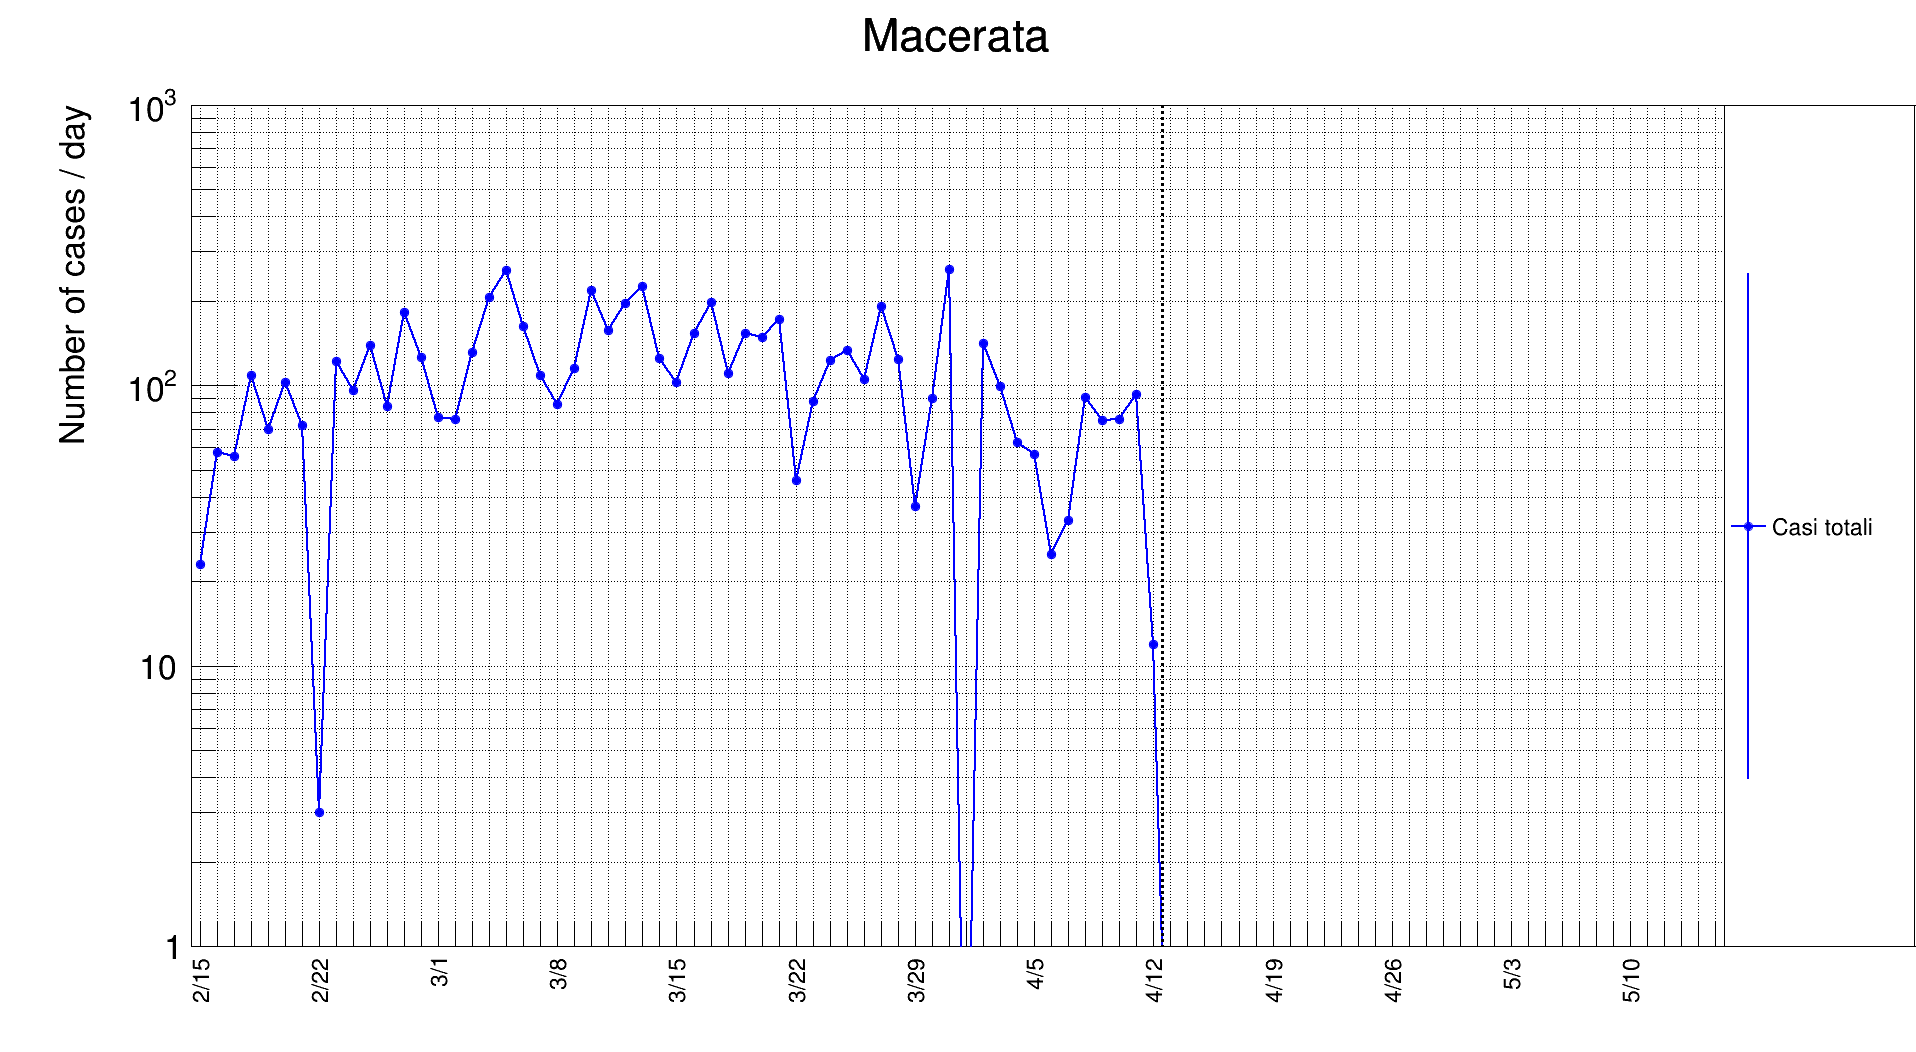 Macerata
Number of cases / day
10³
10²
10
1
2/15 2/22 3/1 3/8 3/15 3/22 3/29 4/5 4/12 4/19 4/26 5/3 5/10
Casi totali